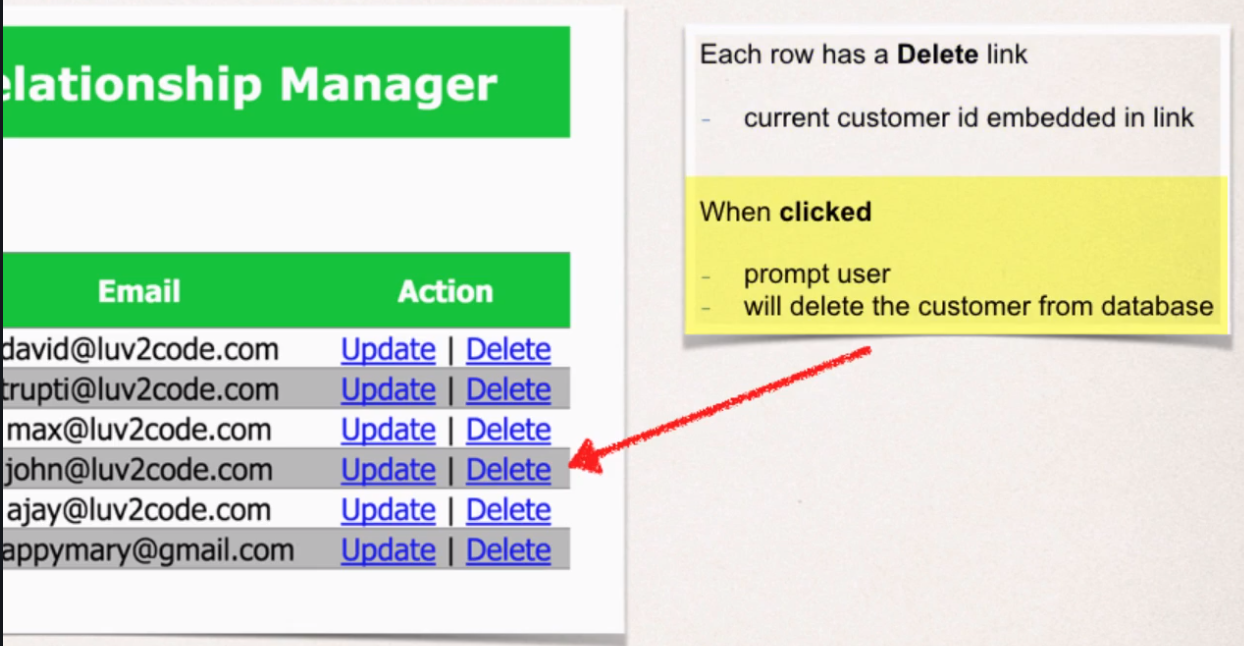 elationship Manager
Email Action
david@luv2code.com Update | Delete
trupti@luv2code.com Update | Delete
max@luv2code.com Update | Delete
john@luv2code.com Update | Delete
ajay@luv2code.com Update | Delete
appymary@gmail.com Update | Delete
Each row has a Delete link
- current customer id embedded in link
When clicked
- prompt user
- will delete the customer from database